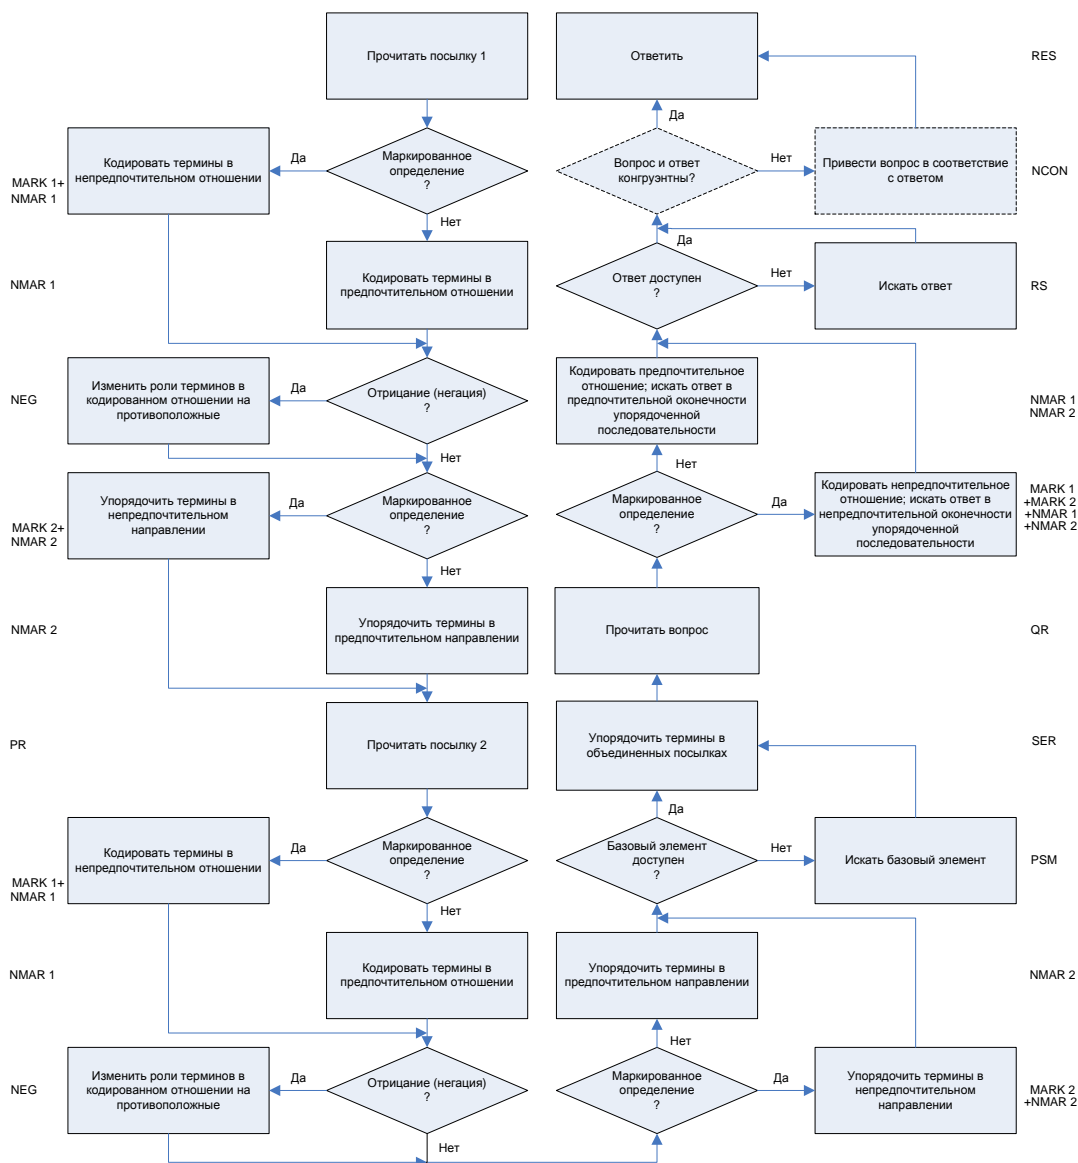 Прочитать посылку 1
Ответить
RES
Да
Кодировать термины в
непредпочтительном отношении
Да
Маркированное
определение
?
MARK 1+
NMAR 1
Нет
Вопрос и ответ
конгруэнтны?
Нет
Привести вопрос в соответствие
с ответом
NCON
Да
NMAR 1
Кодировать термины в
предпочтительном отношении
Ответ доступен
?
Нет
Искать ответ
RS
NEG
Изменить роли терминов в
кодированном отношении на
противоположные
Да
Отрицание (негация)
?
Нет
Кодировать предпочтительное
отношение; искать ответ в
предпочтительной оконечности
упорядоченной
последовательности
NMAR 1
NMAR 2
Нет
Упорядочить термины в
непредпочтительном
направлении
Да
Маркированное
определение
?
MARK 2+
NMAR 2
Нет
Маркированное
определение
?
Да
Кодировать непредпочтительное
отношение; искать ответ в
непредпочтительной оконечности
упорядоченной
последовательности
MARK 1
+MARK 2
+NMAR 1
+NMAR 2
NMAR 2
Упорядочить термины в
предпочтительном направлении
Прочитать вопрос
QR
PR
Прочитать посылку 2
Упорядочить термины в
объединенных посылках
SER
Да
Кодировать термины в
непредпочтительном отношении
Да
Маркированное
определение
?
MARK 1+
NMAR 1
Нет
Базовый элемент
доступен
?
Нет
Искать базовый элемент
PSM
NMAR 1
Кодировать термины в
предпочтительном отношении
Упорядочить термины в
предпочтительном направлении
NMAR 2
Нет
NEG
Изменить роли терминов в
кодированном отношении на
противоположные
Да
Отрицание (негация)
?
Нет
Маркированное
определение
?
Да
Упорядочить термины в
непредпочтительном
направлении
MARK 2
+NMAR 2